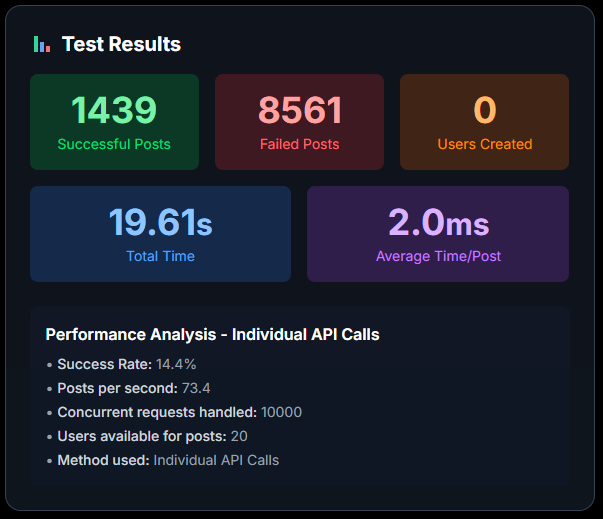 Test Results
1439
Successful Posts
8561
Failed Posts
0
Users Created
19.61s
Total Time
2.0ms
Average Time/Post
Performance Analysis - Individual API Calls
• Success Rate: 14.4%
• Posts per second: 73.4
• Concurrent requests handled: 10000
• Users available for posts: 20
• Method used: Individual API Calls